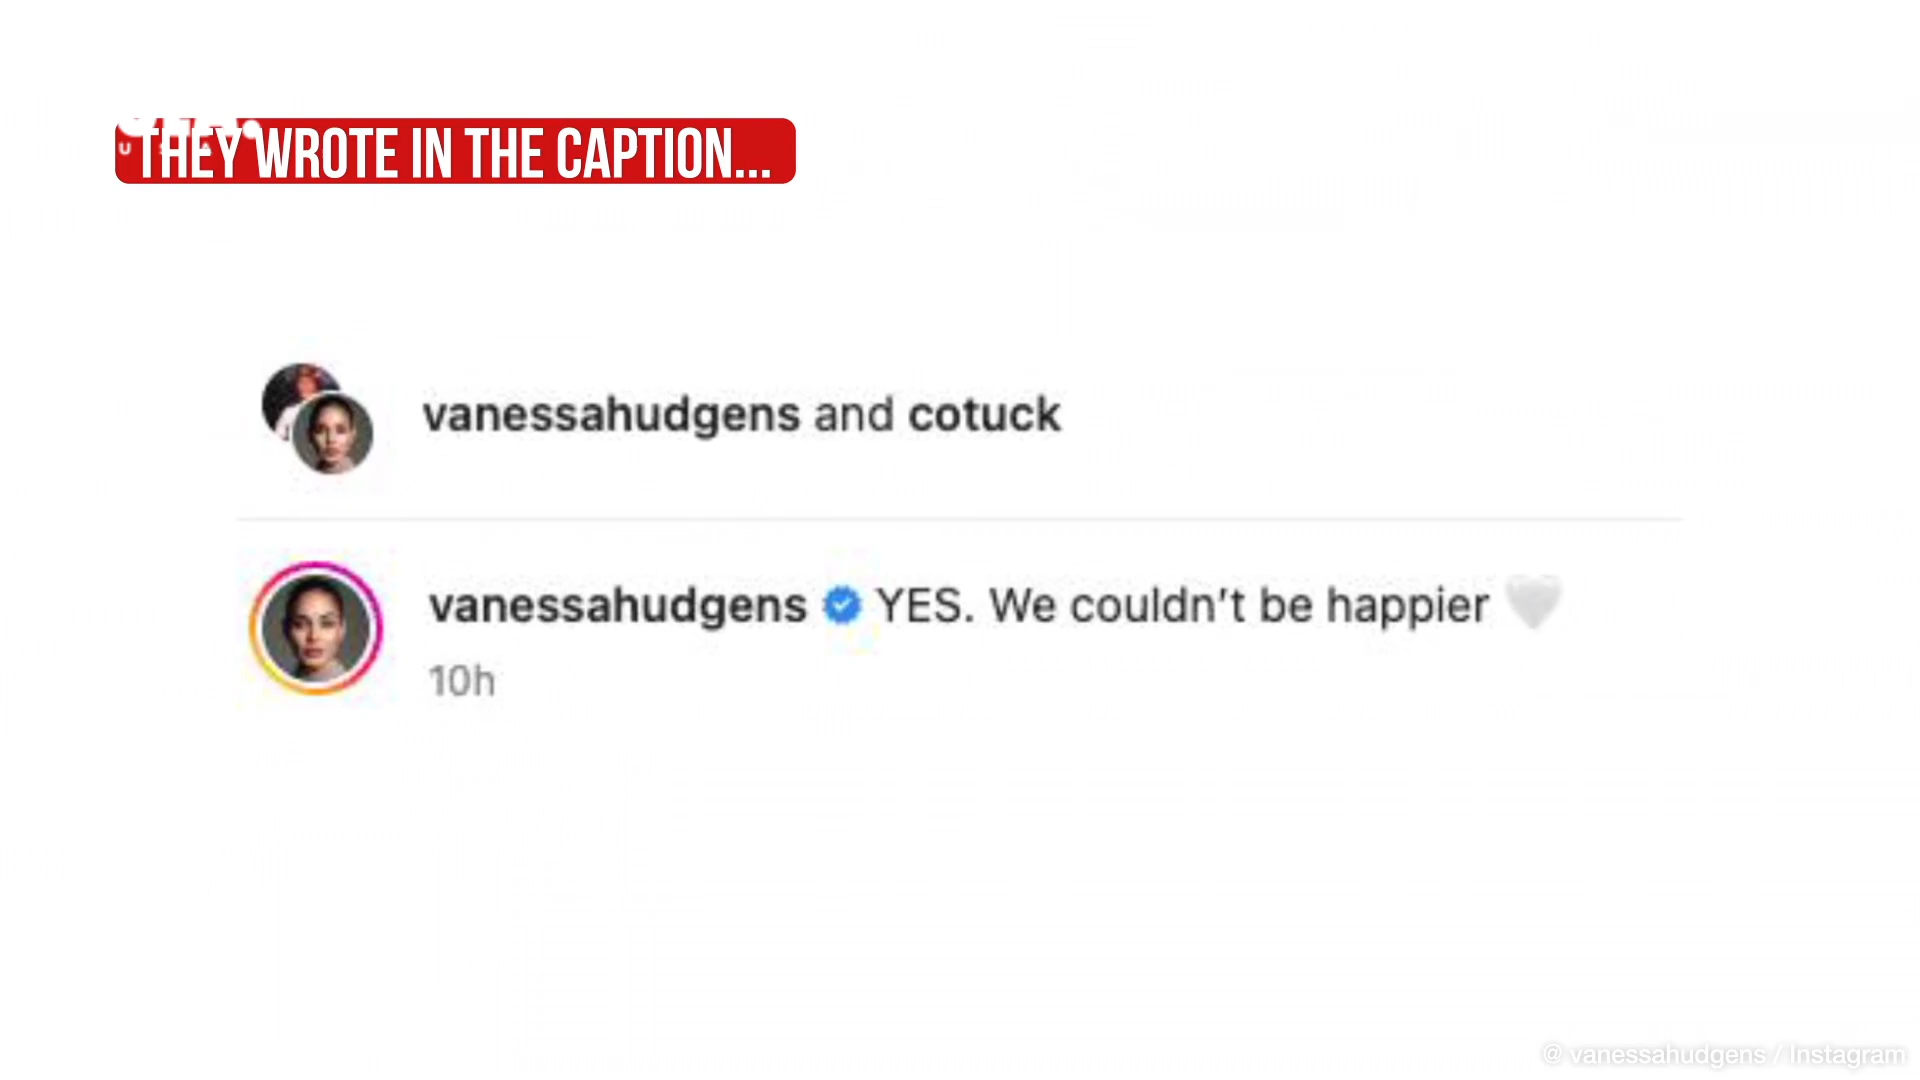 THEY WROTE IN THE CAPTION...
vanessahudgens and cotuck
vanessahudgens YES. We couldn't be happier 🤍
10h
@ vanessahudgens / Instagram